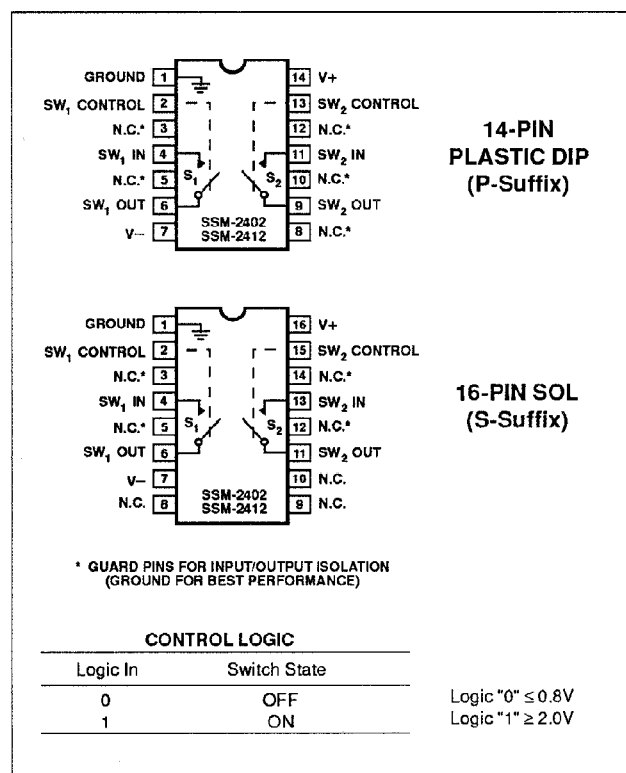 GROUND 1 14 V+
SW1 CONTROL 2 13 SW2 CONTROL
N.C.* 3 12 N.C.*
SW1 IN 4 11 SW2 IN
N.C.* 5 S1 S2 10 N.C.*
SW1 OUT 6 9 SW2 OUT
V– 7 8 N.C.*
SSM-2402
SSM-2412
14-PIN
PLASTIC DIP
(P-Suffix)
GROUND 1 16 V+
SW1 CONTROL 2 15 SW2 CONTROL
N.C.* 3 14 N.C.*
SW1 IN 4 13 SW2 IN
N.C.* 5 S1 S2 12 N.C.*
SW1 OUT 6 11 SW2 OUT
V– 7 10 N.C.
N.C. 8 9 N.C.
SSM-2402
SSM-2412
16-PIN SOL
(S-Suffix)
* GUARD PINS FOR INPUT/OUTPUT ISOLATION
(GROUND FOR BEST PERFORMANCE)
CONTROL LOGIC
Logic In Switch State
0 OFF Logic "0" ≤ 0.8V
1 ON Logic "1" ≥ 2.0V